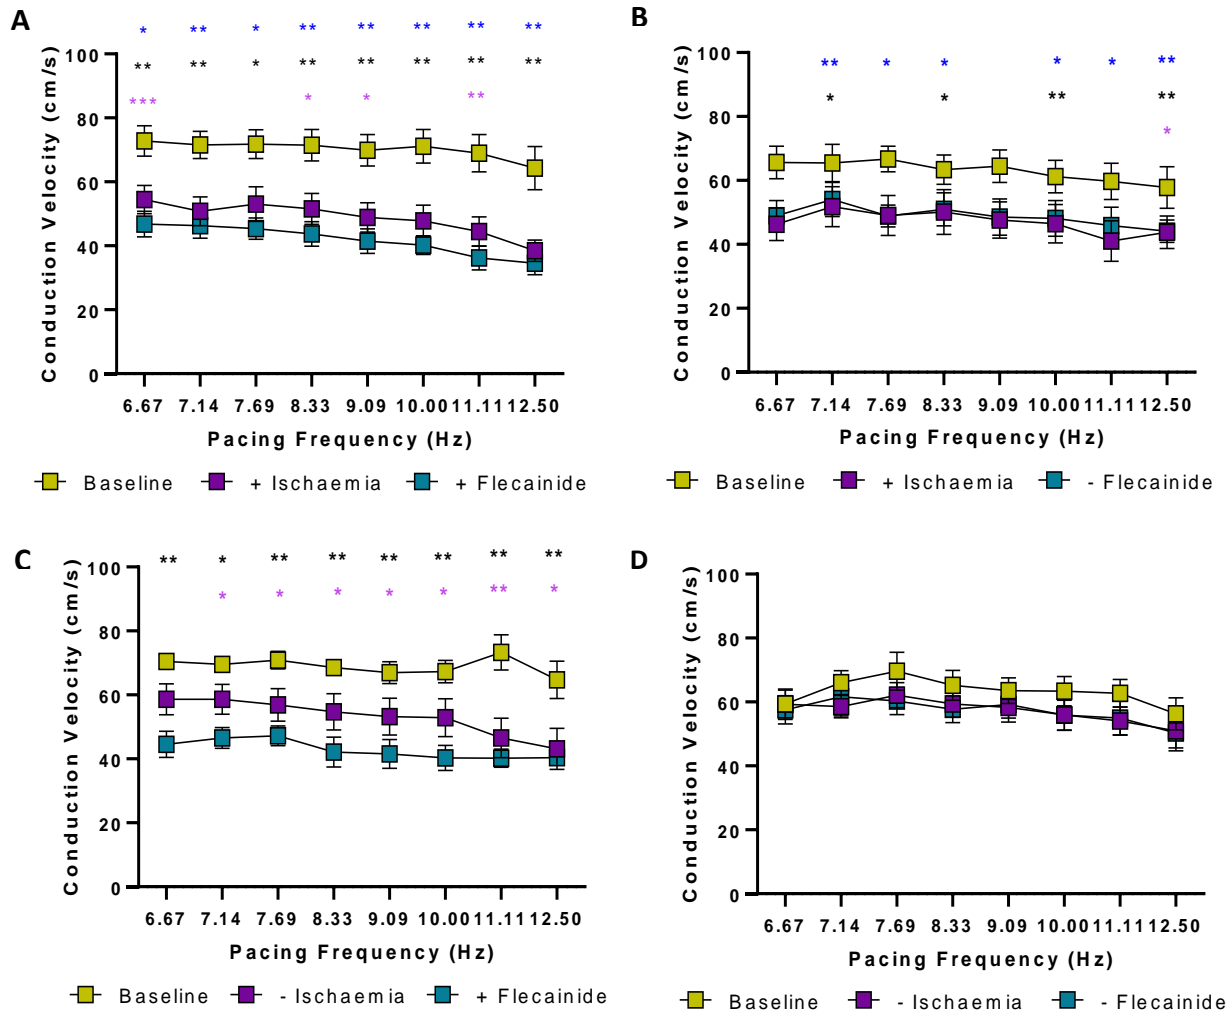 A
* ** * ** ** ** ** **
** ** * ** ** ** ** **
*** * * **
Conduction Velocity (cm/s)
100
80
60
40
20
0
6.67 7.14 7.69 8.33 9.09 10.00 11.11 12.50
Pacing Frequency (Hz)
Baseline + Ischaemia + Flecainide
B
** * * * * **
* * ** **
*
Conduction Velocity (cm/s)
100
80
60
40
20
0
6.67 7.14 7.69 8.33 9.09 10.00 11.11 12.50
Pacing Frequency (Hz)
Baseline + Ischaemia - Flecainide
C
** * ** ** ** ** ** **
* * * * * ** *
Conduction Velocity (cm/s)
100
80
60
40
20
0
6.67 7.14 7.69 8.33 9.09 10.00 11.11 12.50
Pacing Frequency (Hz)
Baseline - Ischaemia + Flecainide
D
Conduction Velocity (cm/s)
100
80
60
40
20
0
6.67 7.14 7.69 8.33 9.09 10.00 11.11 12.50
Pacing Frequency (Hz)
Baseline - Ischaemia - Flecainide